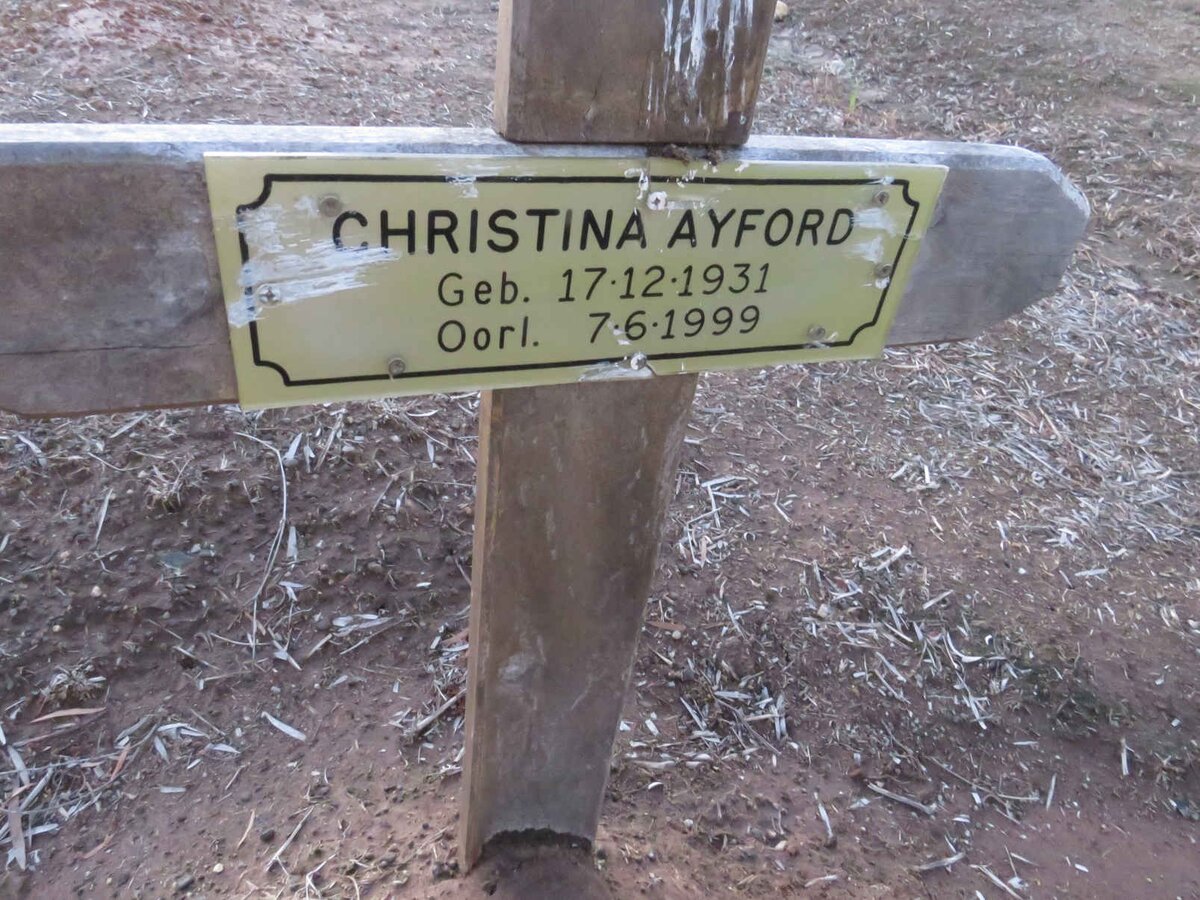 CHRISTINA AYFORD
Geb. 17·12·1931
Oorl. 7·6·1999